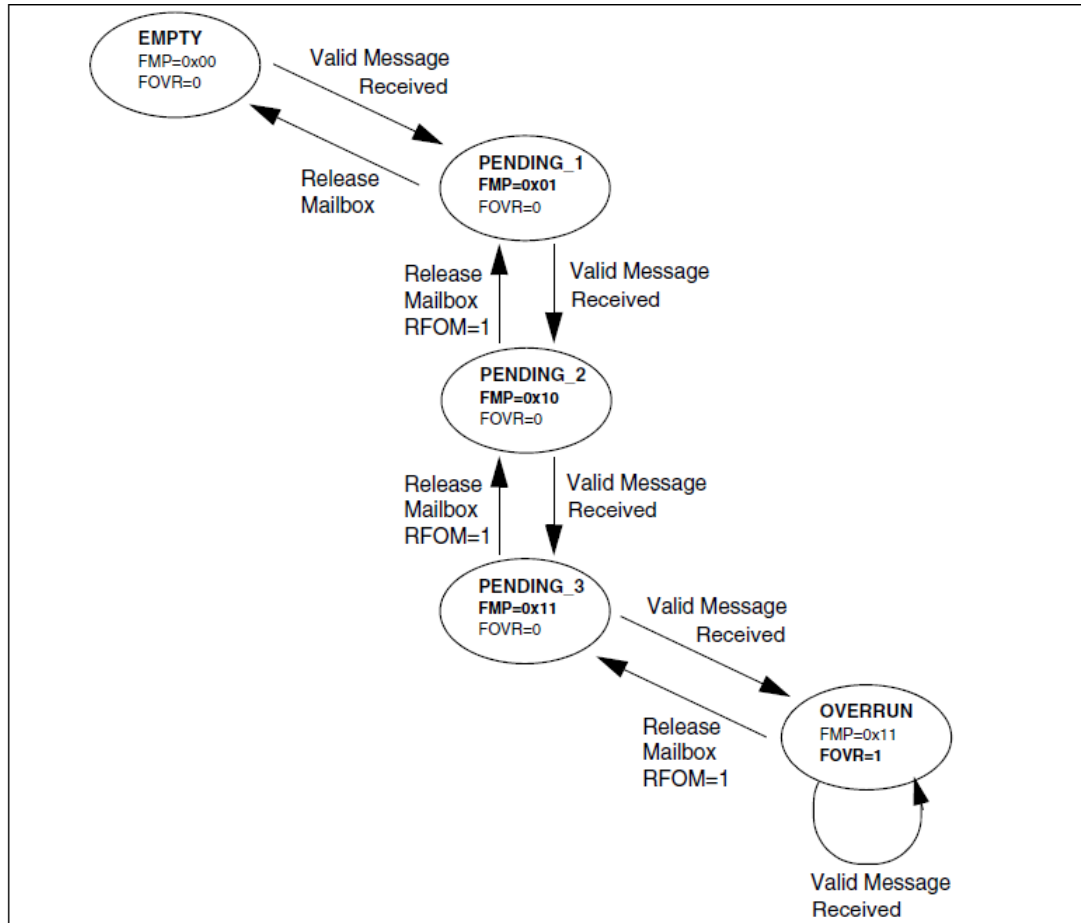 EMPTY
FMP=0x00
FOVR=0
Valid Message
Received
Release
Mailbox
PENDING_1
FMP=0x01
FOVR=0
Release
Mailbox
RFOM=1
Valid Message
Received
PENDING_2
FMP=0x10
FOVR=0
Release
Mailbox
RFOM=1
Valid Message
Received
PENDING_3
FMP=0x11
FOVR=0
Valid Message
Received
Release
Mailbox
RFOM=1
OVERRUN
FMP=0x11
FOVR=1
Valid Message
Received